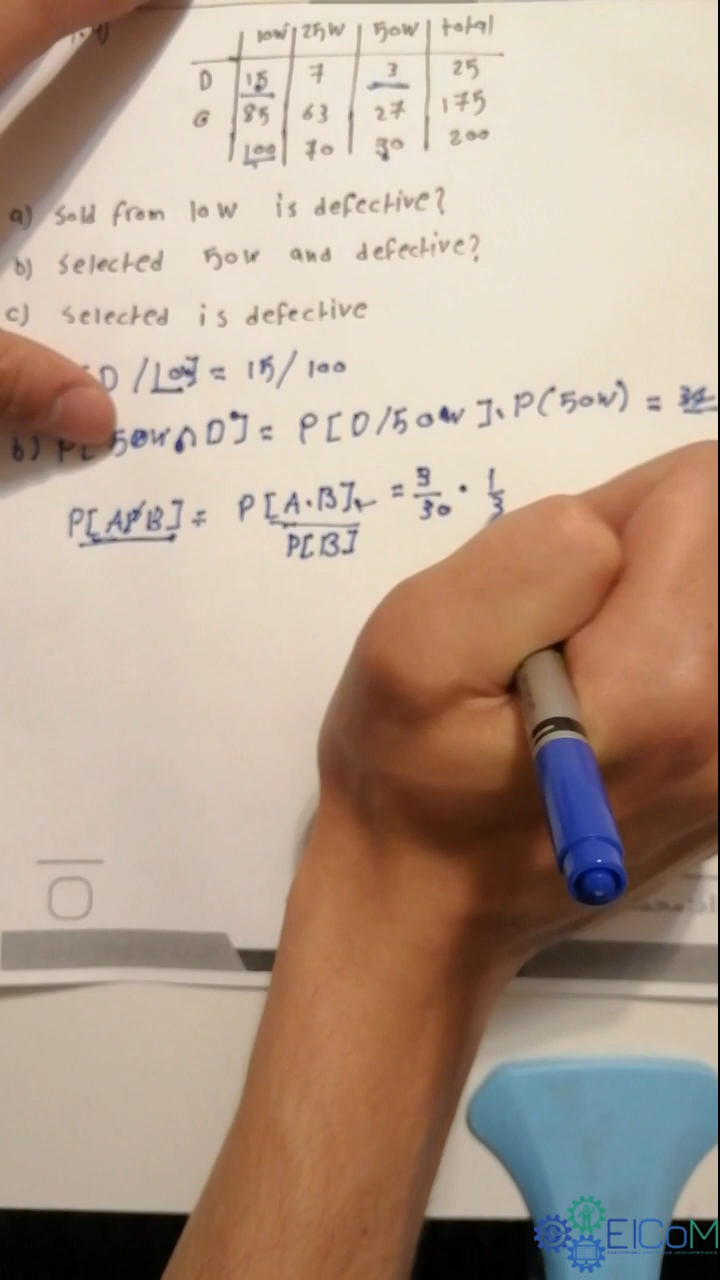 10W 25W 50W total
D 15 7 3 25
G 85 63 27 175
100 70 30 200
a) Sold from 10 W is defective?
b) Selected 50W and defective?
c) Selected is defective
D / 10W] = 15/100
b) P[50W ∩ D] = P[D/50W]. P(50W) =
P[A/B] = P[A.B] / P[B] = 3/30 . 1/3
EICoM